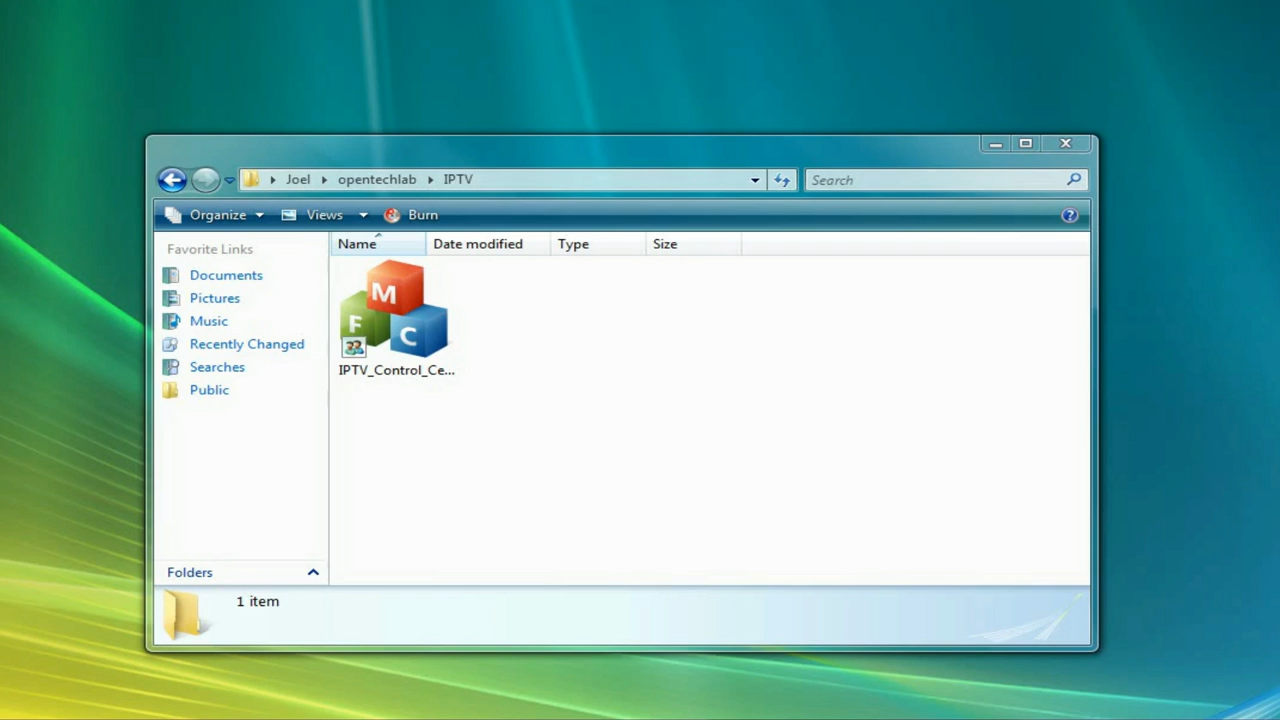 Joel opentechlab IPTV Search
Organize Views Burn
Favorite Links Name Date modified Type Size
Documents
Pictures
Music
Recently Changed
Searches
Public
M
F
C
IPTV_Control_Ce...
Folders
1 item